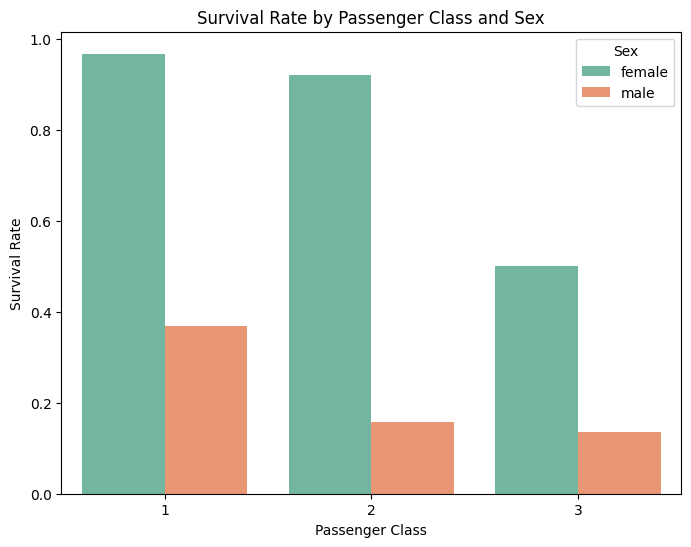 Survival Rate by Passenger Class and Sex
Sex
female
male
Survival Rate
1.0
0.8
0.6
0.4
0.2
0.0
1
2
3
Passenger Class